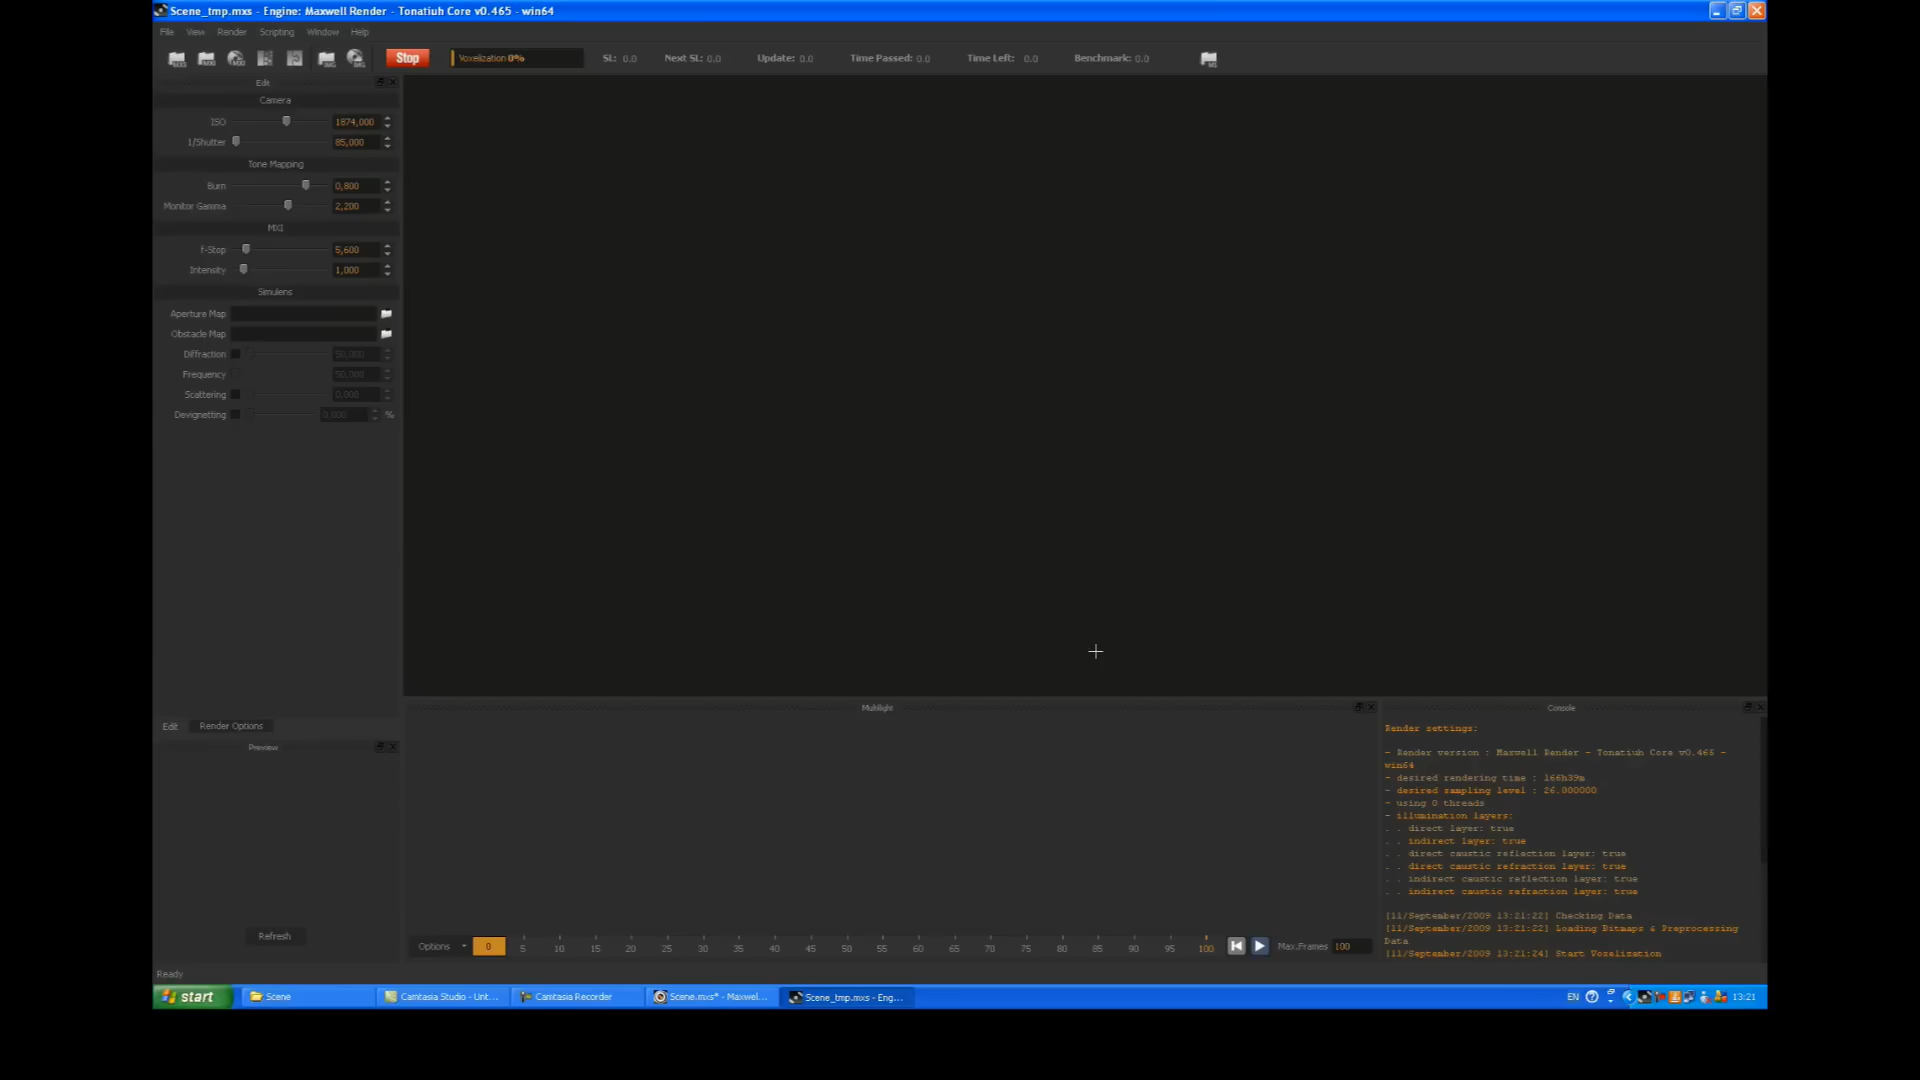 Scene_tmp.mxs - Engine: Maxwell Render - Tonatiuh Core v0.465 - win64
File View Render Scripting Window Help
Stop Voxelization 0% SL: 0.0 Next SL: 0.0 Update: 0.0 Time Passed: 0.0 Time Left: 0.0 Benchmark: 0.0
Edit
Camera
ISO 1874,000
1/Shutter 85,000
Tone Mapping
Burn 0,800
Monitor Gamma 2,200
MXI
f-Stop 5,600
Intensity 1,000
Simulens
Aperture Map
Obstacle Map
Diffraction 50,000
Frequency 50,000
Scattering 0,000
Devignetting 0,000 %
Edit Render Options
Preview
Refresh
Multilight
Options 0 5 10 15 20 25 30 35 40 45 50 55 60 65 70 75 80 85 90 95 100 Max.Frames 100
Console
Render settings:
- Render version : Maxwell Render - Tonatiuh Core v0.465 -
win64
- desired rendering time : 166h39m
- desired sampling level : 26.000000
- using 0 threads
- illumination layers:
. . direct layer: true
. . indirect layer: true
. . direct caustic reflection layer: true
. . direct caustic refraction layer: true
. . indirect caustic reflection layer: true
. . indirect caustic refraction layer: true
[11/September/2009 13:21:22] Checking Data
[11/September/2009 13:21:22] Loading Bitmaps & Preprocessing
Data
[11/September/2009 13:21:24] Start Voxelization
Ready
start Scene Camtasia Studio - Unt... Camtasia Recorder Scene.mxs* - Maxwel... Scene_tmp.mxs - Eng... EN 13:21